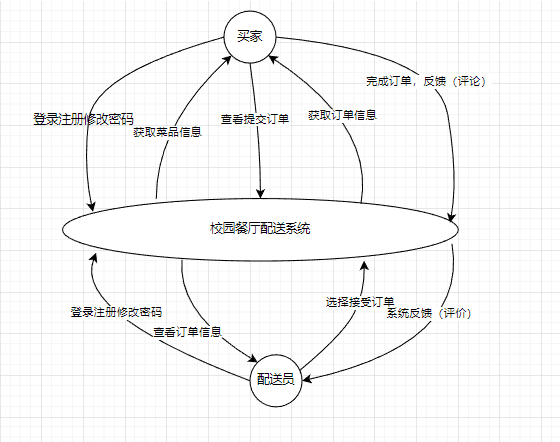 买家
完成订单，反馈（评论）
登录注册修改密码
获取菜品信息
查看提交订单
获取订单信息
校园餐厅配送系统
登录注册修改密码
查看订单信息
选择接受订单
系统反馈（评价）
配送员